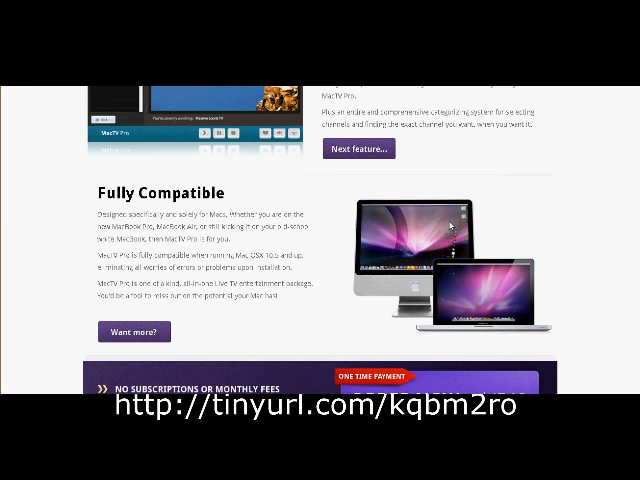 MacTV Pro.
Plus an entire and comprehensive categorizing system for selecting
channels and finding the exact channel you want, when you want it.
MacTV Pro
Next feature...
Fully Compatible
Designed specifically and solely for Macs. Whether you are on the
new MacBook Pro, MacBook Air, or still kicking it on your old-school
white MacBook, then MacTV Pro is for you.
MacTV Pro is fully compatible when running Mac OSX 10.5 and up,
eliminating all worries of errors or problems upon installation.
MacTV Pro is one of a kind, all-in-one Live TV entertainment package.
You'd be a fool to miss out on the potential your Mac has!
Want more?
ONE TIME PAYMENT
NO SUBSCRIPTIONS OR MONTHLY FEES
http://tinyurl.com/kqbm2ro